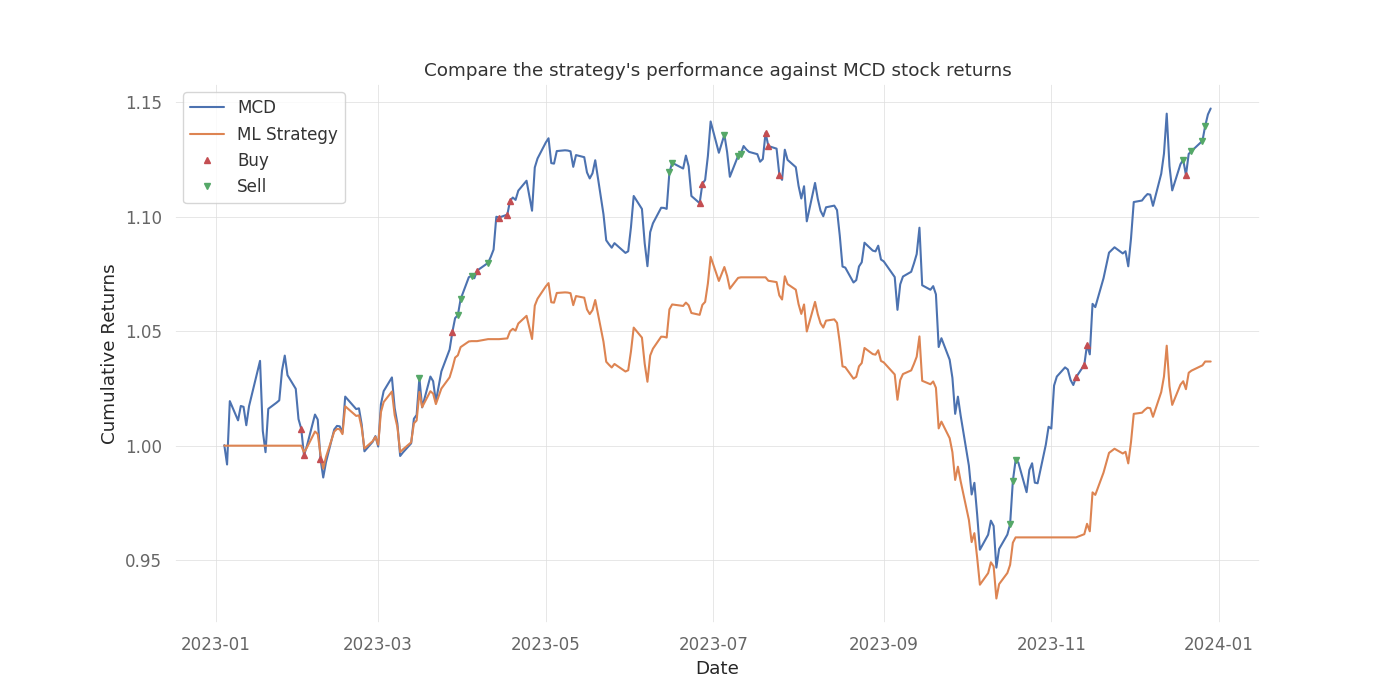 Compare the strategy's performance against MCD stock returns
MCD
ML Strategy
Buy
Sell
Cumulative Returns
1.15
1.10
1.05
1.00
0.95
2023-01 2023-03 2023-05 2023-07 2023-09 2023-11 2024-01
Date